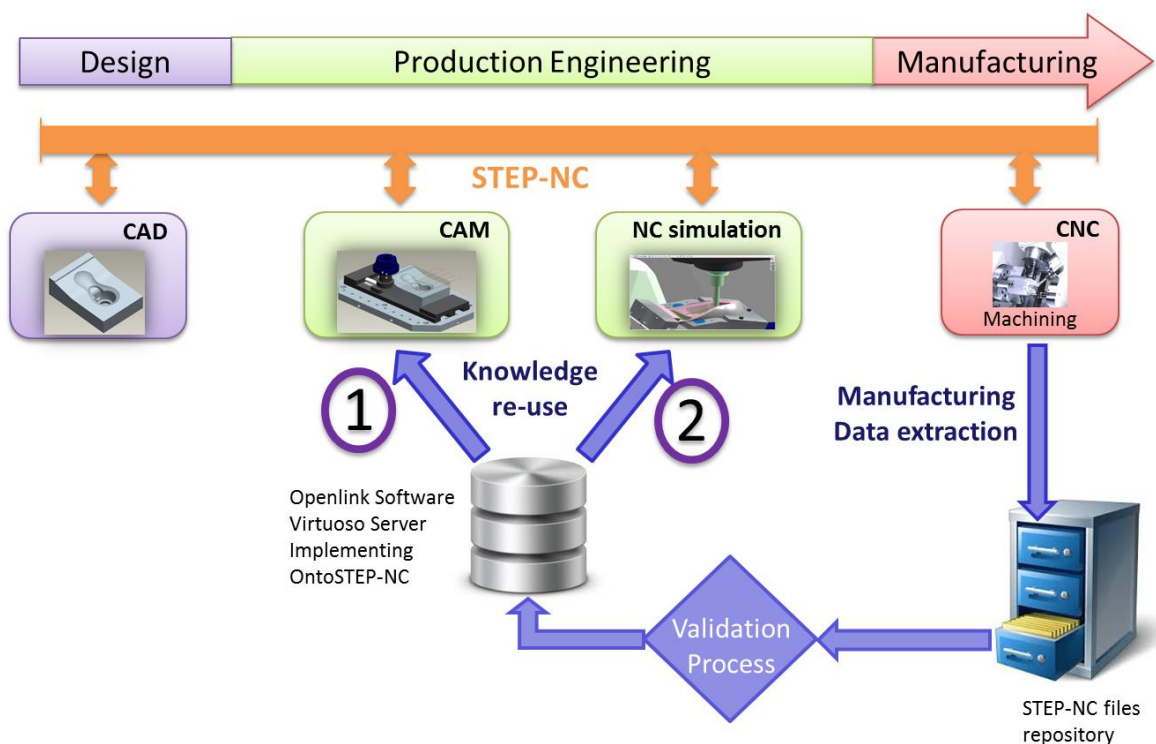 Design
Production Engineering
Manufacturing
STEP-NC
CAD
CAM
NC simulation
CNC
Machining
1
Knowledge
re-use
2
Manufacturing
Data extraction
Openlink Software
Virtuoso Server
Implementing
OntoSTEP-NC
Validation
Process
STEP-NC files
repository